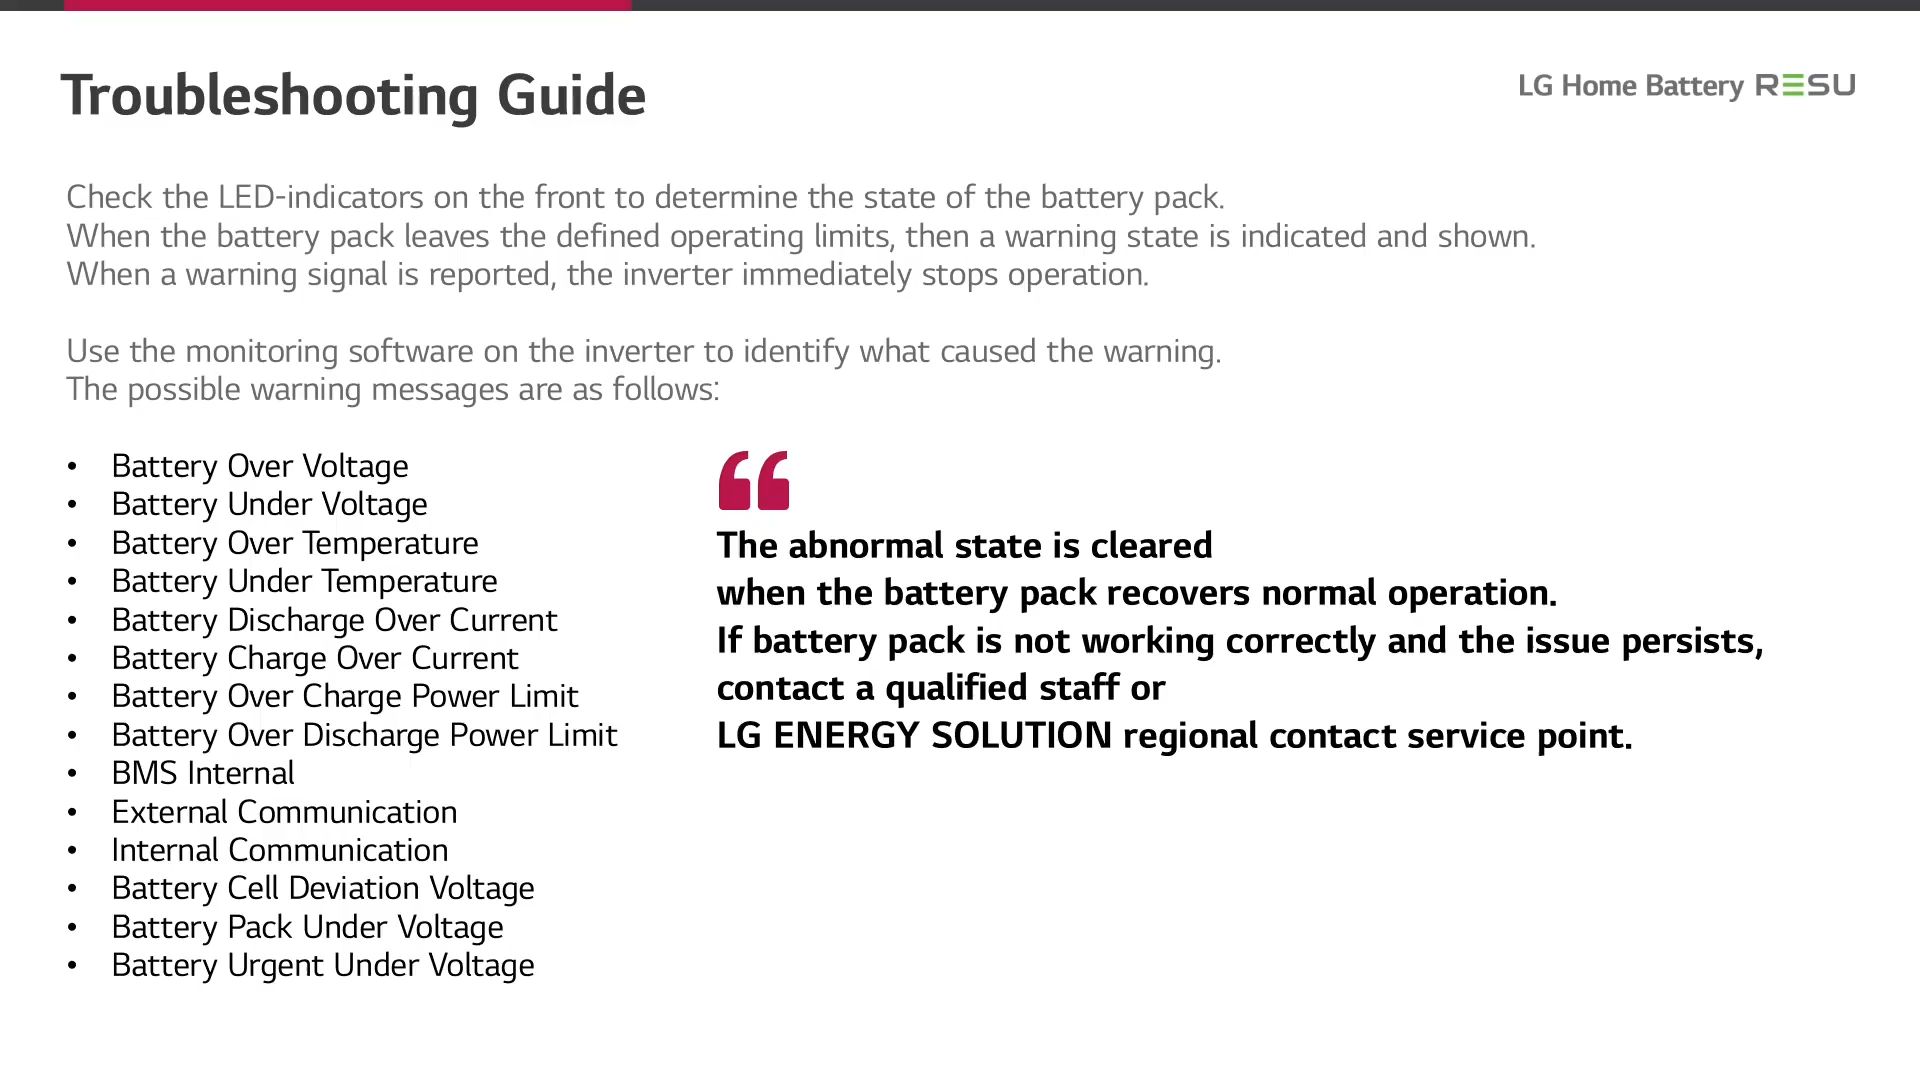 Troubleshooting Guide
LG Home Battery RESU
Check the LED-indicators on the front to determine the state of the battery pack.
When the battery pack leaves the defined operating limits, then a warning state is indicated and shown.
When a warning signal is reported, the inverter immediately stops operation.
Use the monitoring software on the inverter to identify what caused the warning.
The possible warning messages are as follows:
• Battery Over Voltage
• Battery Under Voltage
• Battery Over Temperature
• Battery Under Temperature
• Battery Discharge Over Current
• Battery Charge Over Current
• Battery Over Charge Power Limit
• Battery Over Discharge Power Limit
• BMS Internal
• External Communication
• Internal Communication
• Battery Cell Deviation Voltage
• Battery Pack Under Voltage
• Battery Urgent Under Voltage
“
The abnormal state is cleared
when the battery pack recovers normal operation.
If battery pack is not working correctly and the issue persists,
contact a qualified staff or
LG ENERGY SOLUTION regional contact service point.